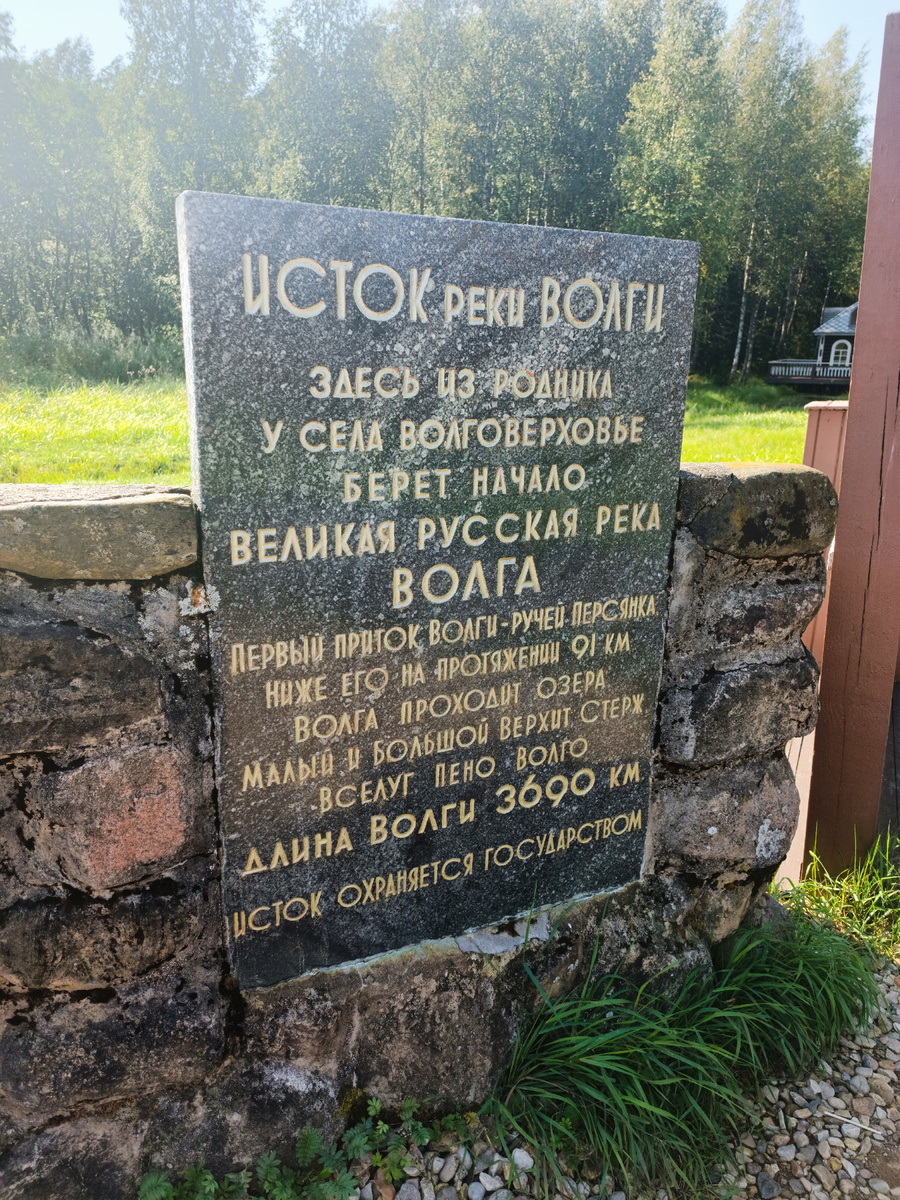 ИСТОК РЕКИ ВОЛГИ
ЗДЕСЬ ИЗ РОДНИКА
У СЕЛА ВОЛГОВЕРХОВЬЕ
БЕРЕТ НАЧАЛО
ВЕЛИКАЯ РУССКАЯ РЕКА
ВОЛГА
ПЕРВЫЙ ПРИТОК ВОЛГИ-РУЧЕЙ ПЕРСЯНКА
НИЖЕ ЕГО НА ПРОТЯЖЕНИИ 91 КМ
ВОЛГА ПРОХОДИТ ОЗЕРА
МАЛЫЙ И БОЛЬШОЙ ВЕРХИТ СТЕРЖ
ВСЕЛУГ ПЕНО ВОЛГО
ДЛИНА ВОЛГИ 3690 КМ
ИСТОК ОХРАНЯЕТСЯ ГОСУДАРСТВОМ